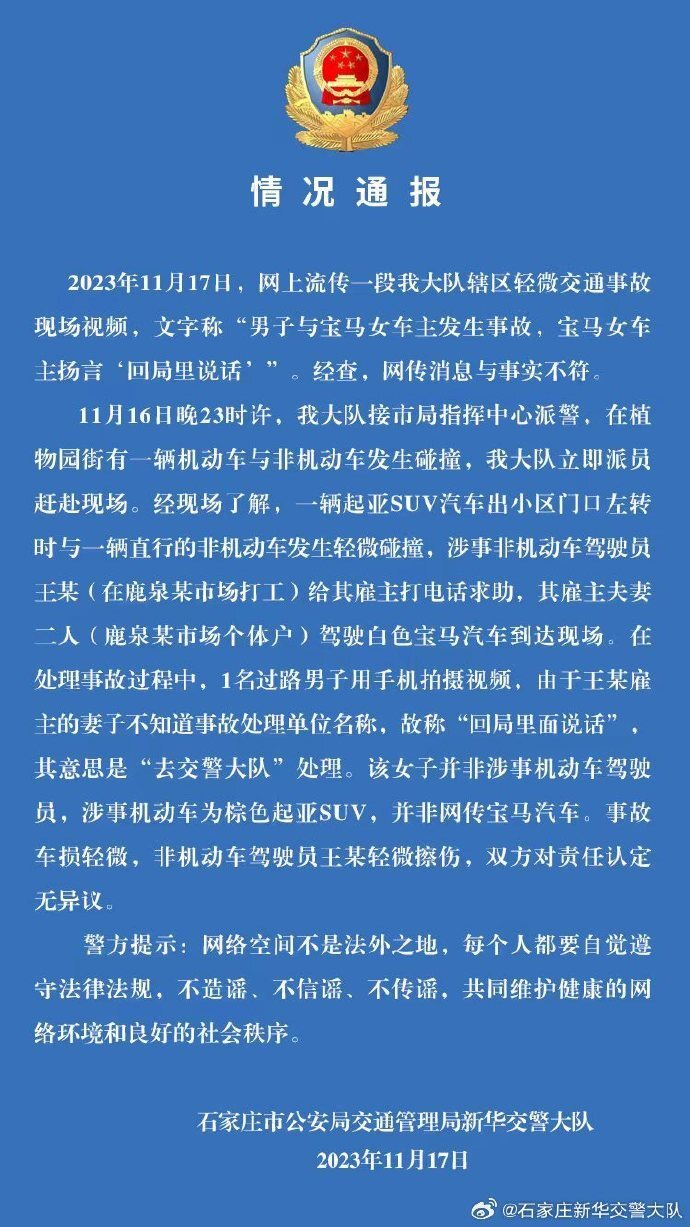 情况通报
2023年11月17日，网上流传一段我大队辖区轻微交通事故
现场视频，文字称“男子与宝马女车主发生事故，宝马女车
主扬言‘回局里说话’”。经查，网传消息与事实不符。
11月16日晚23时许，我大队接市局指挥中心派警，在植
物园街有一辆机动车与非机动车发生碰撞，我大队立即派员
赶赴现场。经现场了解，一辆起亚SUV汽车出小区门口左转
时与一辆直行的非机动车发生轻微碰撞，涉事非机动车驾驶员
王某（在鹿泉某市场打工）给其雇主打电话求助，其雇主夫妻
二人（鹿泉某市场个体户）驾驶白色宝马汽车到达现场。在
处理事故过程中，1名过路男子用手机拍摄视频，由于王某雇
主的妻子不知道事故处理单位名称，故称“回局里面说话”，
其意思是“去交警大队”处理。该女子并非涉事机动车驾驶
员，涉事机动车为棕色起亚SUV，并非网传宝马汽车。事故
车损轻微，非机动车驾驶员王某轻微擦伤，双方对责任认定
无异议。
警方提示：网络空间不是法外之地，每个人都要自觉遵
守法律法规，不造谣、不信谣、不传谣，共同维护健康的网
络环境和良好的社会秩序。
石家庄市公安局交通管理局新华交警大队
2023年11月17日
@石家庄新华交警大队